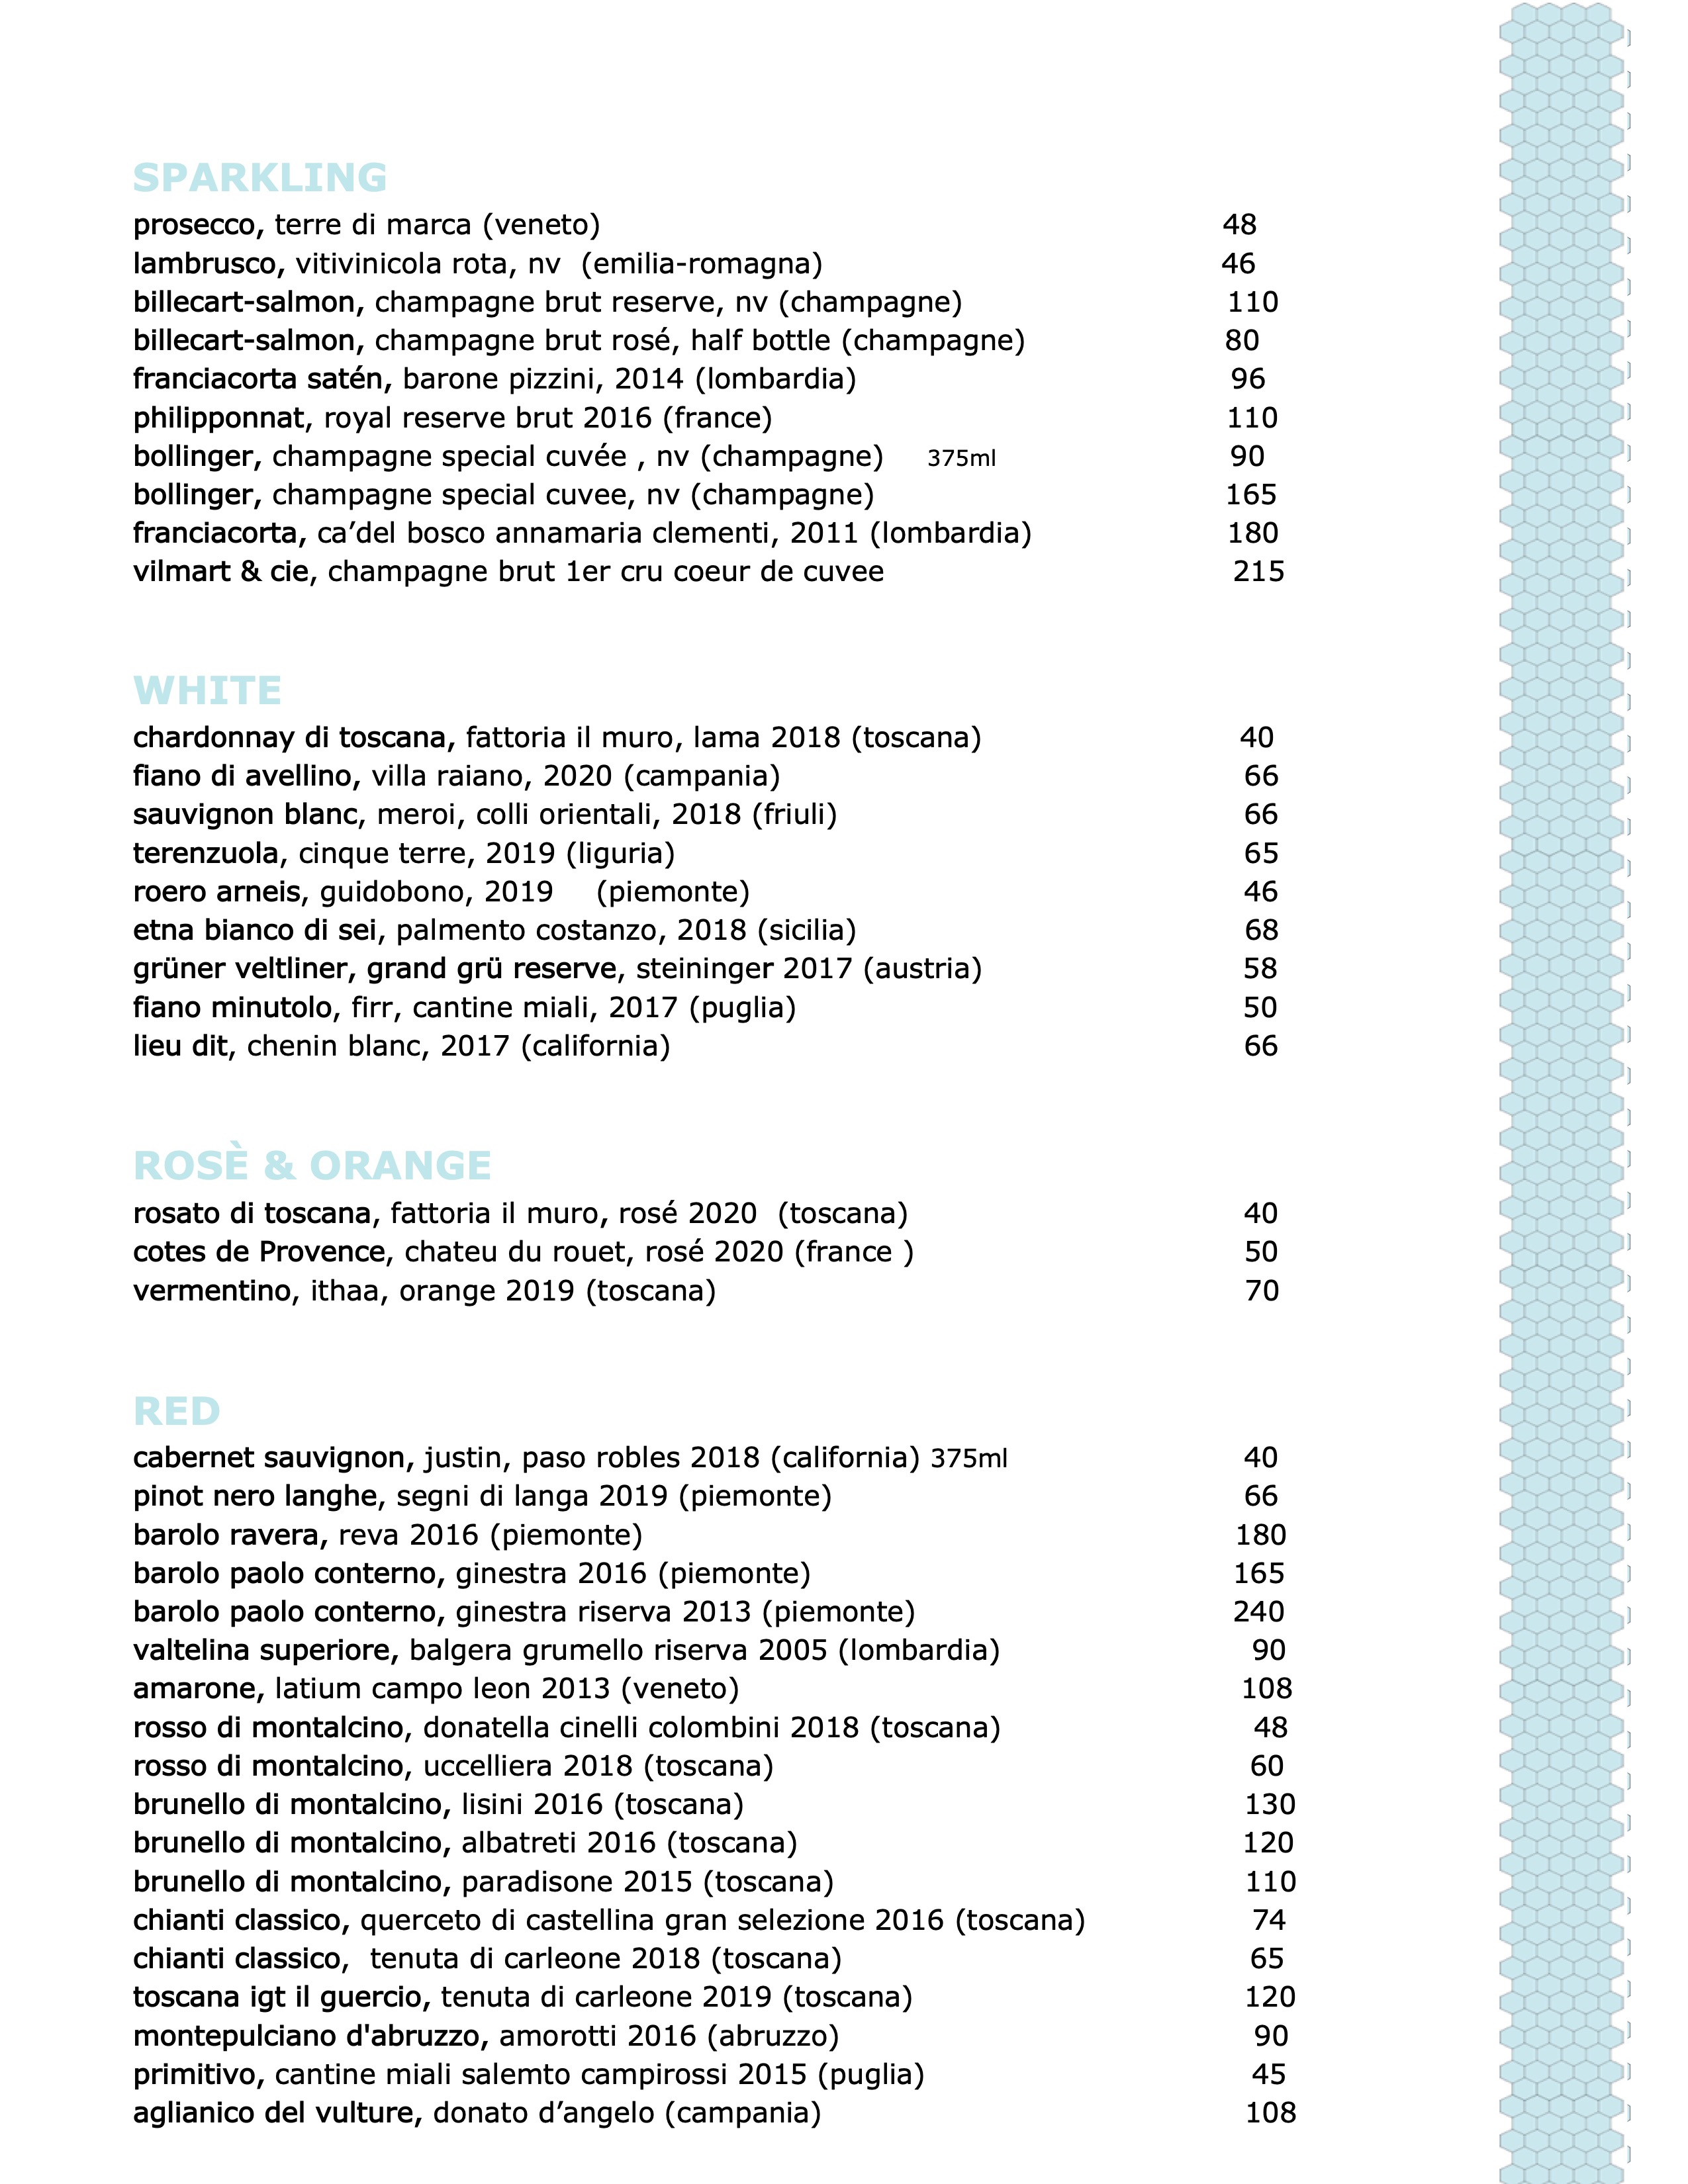 SPARKLING
prosecco, terre di marca (veneto) 48
lambrusco, vitivinicola rota, nv (emilia-romagna) 46
billecart-salmon, champagne brut reserve, nv (champagne) 110
billecart-salmon, champagne brut rosé, half bottle (champagne) 80
franciacorta satén, barone pizzini, 2014 (lombardia) 96
philipponnat, royal reserve brut 2016 (france) 110
bollinger, champagne special cuvée , nv (champagne) 375ml 90
bollinger, champagne special cuvee, nv (champagne) 165
franciacorta, ca’del bosco annamaria clementi, 2011 (lombardia) 180
vilmart & cie, champagne brut 1er cru coeur de cuvee 215
WHITE
chardonnay di toscana, fattoria il muro, lama 2018 (toscana) 40
fiano di avellino, villa raiano, 2020 (campania) 66
sauvignon blanc, meroi, colli orientali, 2018 (friuli) 66
terenzuola, cinque terre, 2019 (liguria) 65
roero arneis, guidobono, 2019 (piemonte) 46
etna bianco di sei, palmento costanzo, 2018 (sicilia) 68
grüner veltliner, grand grü reserve, steininger 2017 (austria) 58
fiano minutolo, firr, cantine miali, 2017 (puglia) 50
lieu dit, chenin blanc, 2017 (california) 66
ROSÈ & ORANGE
rosato di toscana, fattoria il muro, rosé 2020 (toscana) 40
cotes de Provence, chateu du rouet, rosé 2020 (france ) 50
vermentino, ithaa, orange 2019 (toscana) 70
RED
cabernet sauvignon, justin, paso robles 2018 (california) 375ml 40
pinot nero langhe, segni di langa 2019 (piemonte) 66
barolo ravera, reva 2016 (piemonte) 180
barolo paolo conterno, ginestra 2016 (piemonte) 165
barolo paolo conterno, ginestra riserva 2013 (piemonte) 240
valtelina superiore, balgera grumello riserva 2005 (lombardia) 90
amarone, latium campo leon 2013 (veneto) 108
rosso di montalcino, donatella cinelli colombini 2018 (toscana) 48
rosso di montalcino, uccelliera 2018 (toscana) 60
brunello di montalcino, lisini 2016 (toscana) 130
brunello di montalcino, albatreti 2016 (toscana) 120
brunello di montalcino, paradisone 2015 (toscana) 110
chianti classico, querceto di castellina gran selezione 2016 (toscana) 74
chianti classico, tenuta di carleone 2018 (toscana) 65
toscana igt il guercio, tenuta di carleone 2019 (toscana) 120
montepulciano d'abruzzo, amorotti 2016 (abruzzo) 90
primitivo, cantine miali salemto campirossi 2015 (puglia) 45
aglianico del vulture, donato d’angelo (campania) 108